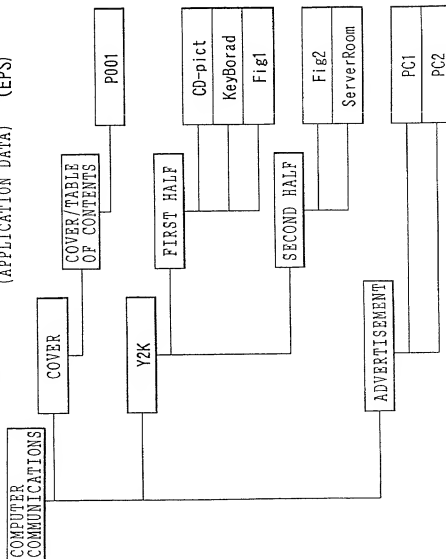 (APPLICATION DATA)
(EPS)
COMPUTER
COMMUNICATIONS
COVER
COVER/TABLE
OF CONTENTS
P001
Y2K
FIRST HALF
CD-pict
KeyBorad
Fig1
SECOND HALF
Fig2
ServerRoom
ADVERTISEMENT
PC1
PC2